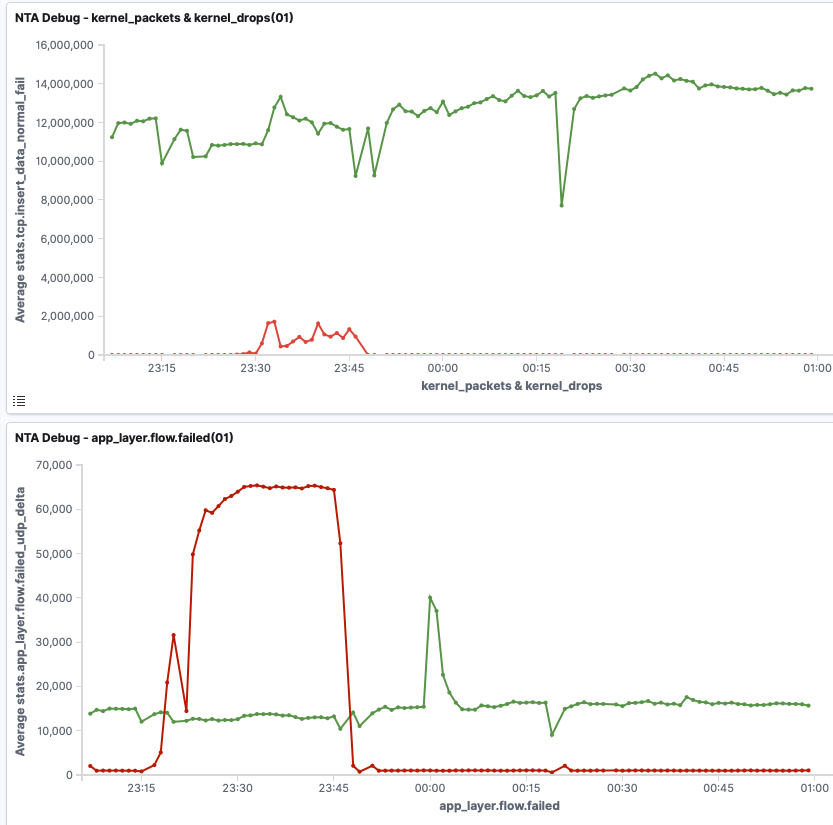 NTA Debug - kernel_packets & kernel_drops(01)
16,000,000
14,000,000
12,000,000
10,000,000
8,000,000
6,000,000
4,000,000
2,000,000
0
Average stats.tcp.insert_data_normal_fail
23:15 23:30 23:45 00:00 00:15 00:30 00:45 01:00
kernel_packets & kernel_drops
NTA Debug - app_layer.flow.failed(01)
70,000
60,000
50,000
40,000
30,000
20,000
10,000
0
Average stats.app_layer.flow.failed_udp_delta
23:15 23:30 23:45 00:00 00:15 00:30 00:45 01:00
app_layer.flow.failed